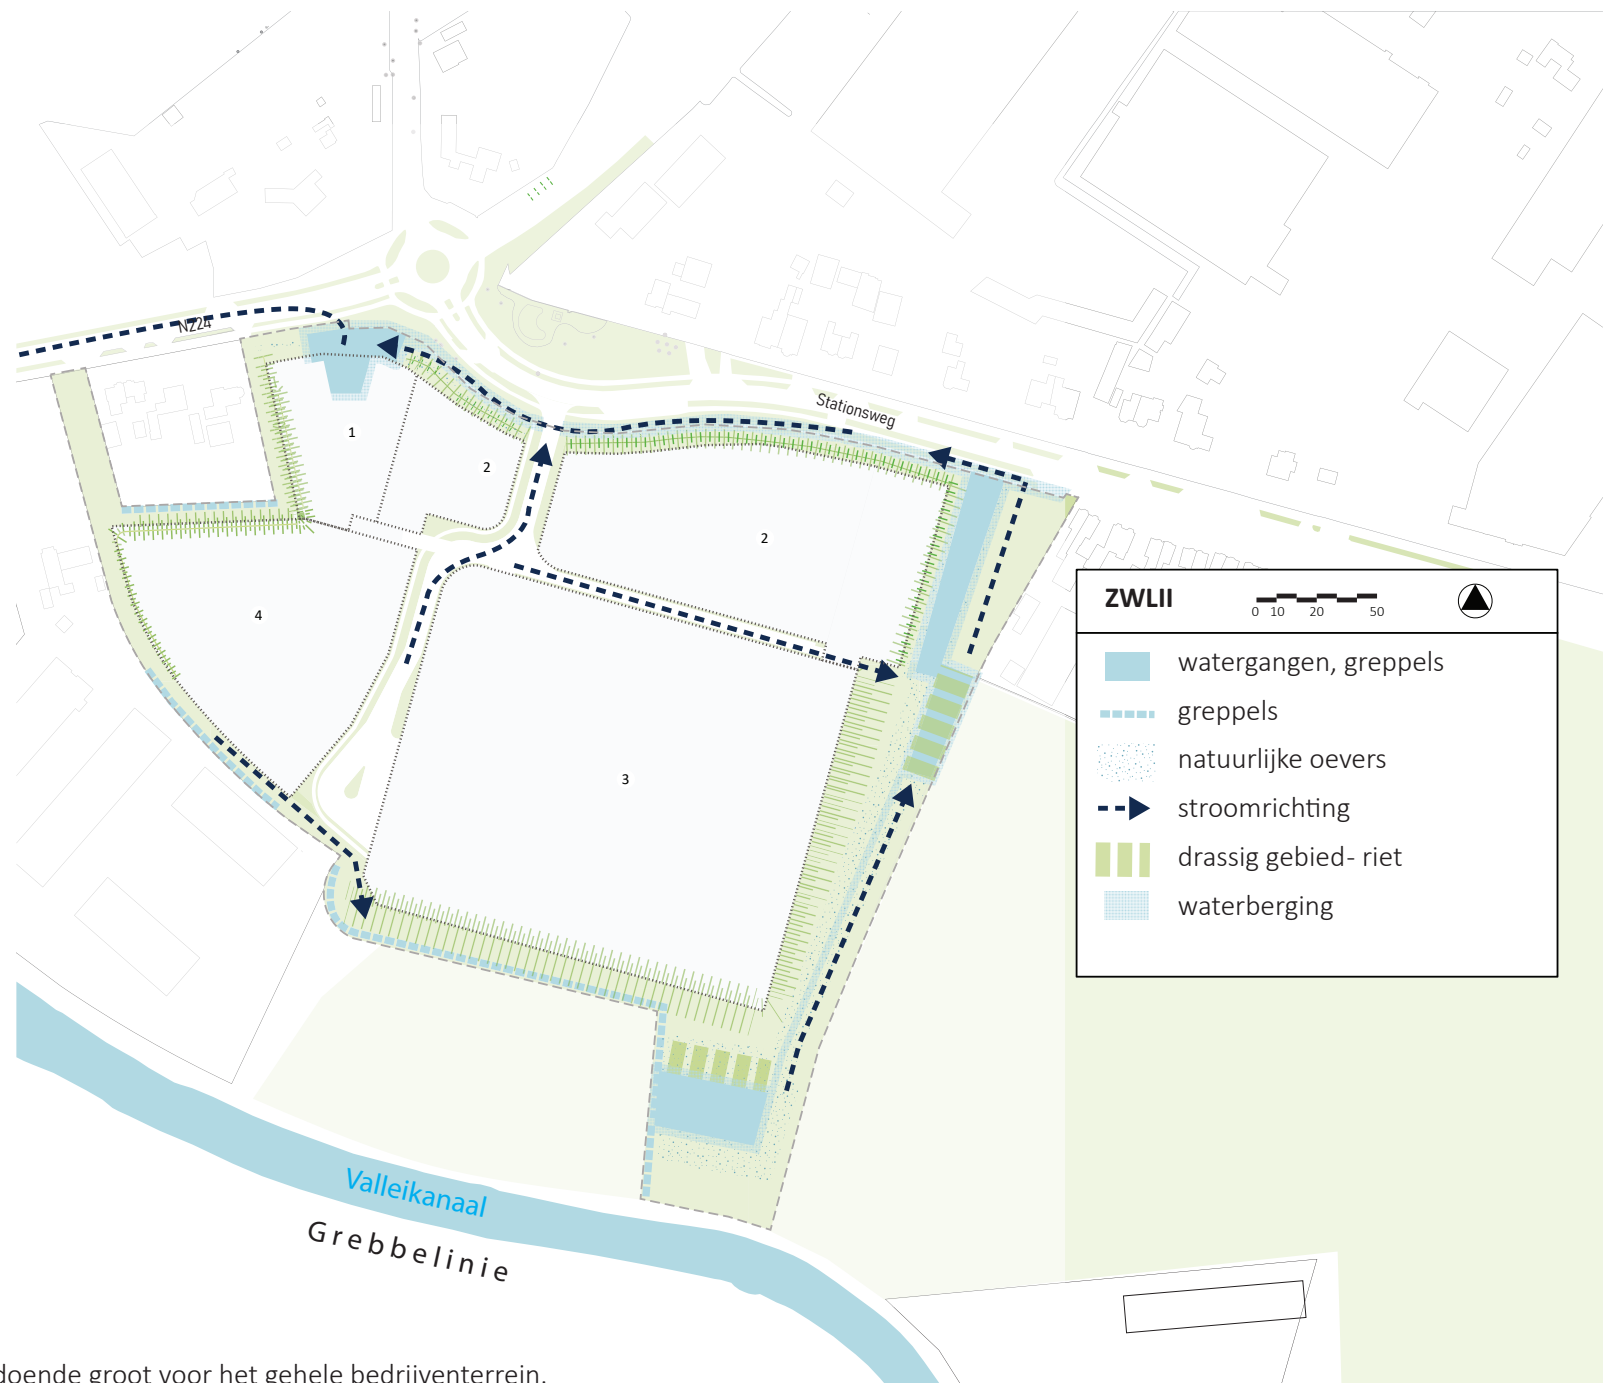 N224
Stationsweg
1
2
2
4
3
ZWLII
0 10 20 50
watergangen, greppels
greppels
natuurlijke oevers
stroomrichting
drassig gebied- riet
waterberging
Valleikanaal
Grebbelinie
doende groot voor het gehele bedrijventerrein.